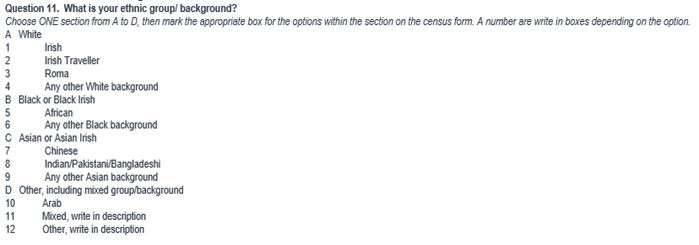 Question 11. What is your ethnic group/ background?
Choose ONE section from A to D, then mark the appropriate box for the options within the section on the census form. A number are write in boxes depending on the option.
A White
1 Irish
2 Irish Traveller
3 Roma
4 Any other White background
B Black or Black Irish
5 African
6 Any other Black background
C Asian or Asian Irish
7 Chinese
8 Indian/Pakistani/Bangladeshi
9 Any other Asian background
D Other, including mixed group/background
10 Arab
11 Mixed, write in description
12 Other, write in description